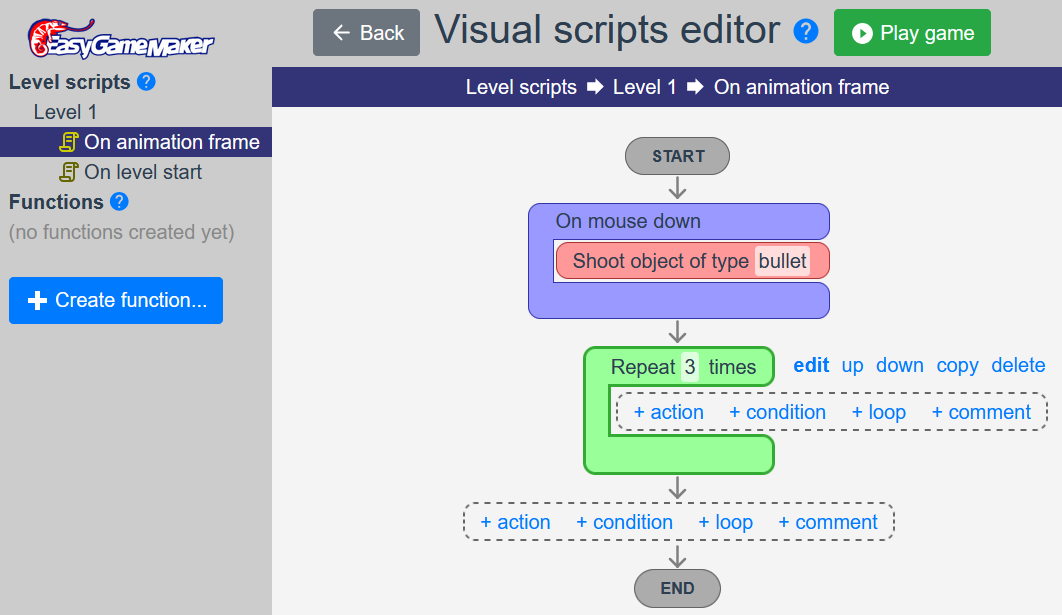 EasyGameMaker
Back
Visual scripts editor ?
Play game
Level scripts ?
Level 1
On animation frame
On level start
Functions ?
(no functions created yet)
Create function...
Level scripts Level 1 On animation frame
START
On mouse down
Shoot object of type bullet
Repeat 3 times
edit up down copy delete
+ action + condition + loop + comment
+ action + condition + loop + comment
END